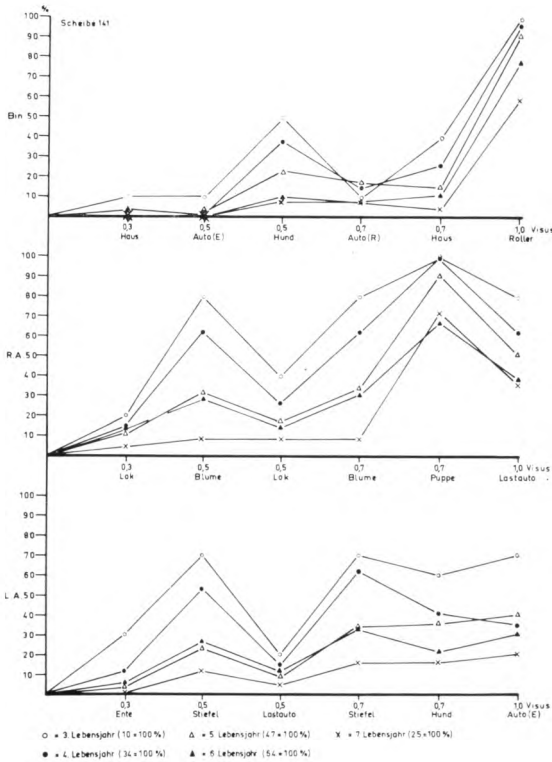 %
Scheibe 141
100
90
80
70
60
Bin. 50
40
30
20
10
0,3 0,5 0,5 0,7 0,7 1,0 Visus
Haus Auto(E) Hund Auto(R) Haus Roller
100
90
80
70
60
R.A. 50
40
30
20
10
0,3 0,5 0,5 0,7 0,7 1,0 Visus
Lok Blume Lok Blume Puppe Lastauto
100
90
80
70
60
L.A. 50
40
30
20
10
0,3 0,5 0,5 0,7 0,7 1,0 Visus
Ente Stiefel Lastauto Stiefel Hund Auto(E)
○ = 3. Lebensjahr (10 = 100%) △ = 5. Lebensjahr (47 = 100%) × = 7. Lebensjahr (25 = 100%)
● = 4. Lebensjahr (34 = 100%) ▲ = 6. Lebensjahr (54 = 100%)